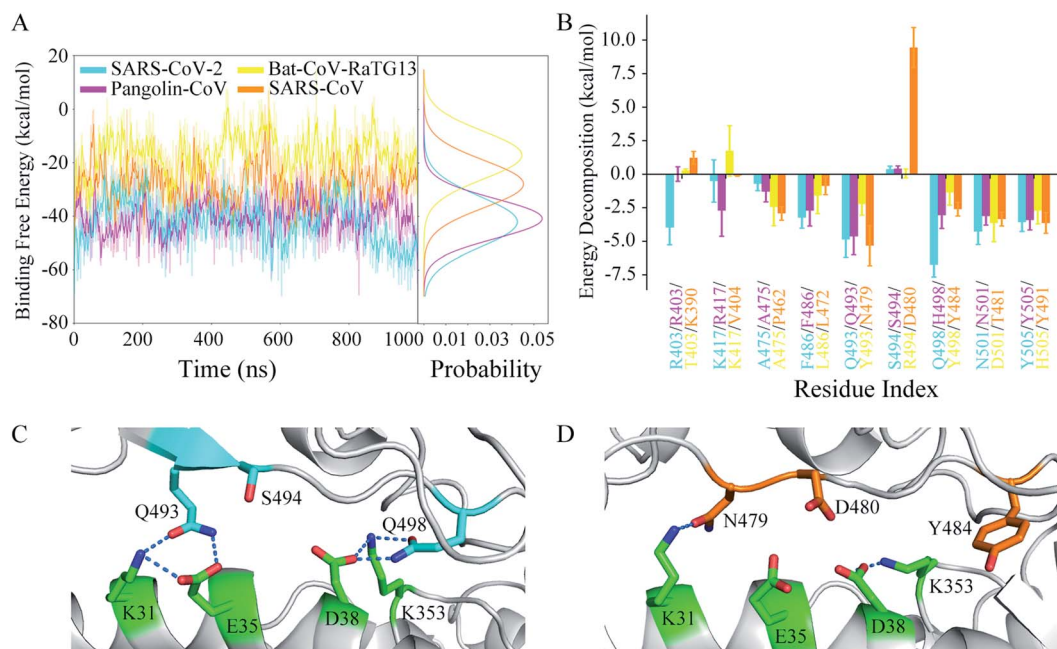 A
Binding Free Energy (kcal/mol)
20
0
-20
-40
-60
-80
SARS-CoV-2
Bat-CoV-RaTG13
Pangolin-CoV
SARS-CoV
0 200 400 600 800 1000
0.01 0.03 0.05
Time (ns)
Probability
B
Energy Decomposition (kcal/mol)
10.0
7.5
5.0
2.5
0
-2.5
-5.0
-7.5
R403/R403/
T403/K390
K417/R417/
K417/V404
A475/A475/
A475/P462
F486/F486/
L486/L472
Q493/Q493/
Y493/N479
S494/S494/
R494/D480
Q498/H498/
Y498/Y484
N501/N501/
D501/T481
Y505/Y505/
H505/Y491
Residue Index
C
Q493
S494
Q498
K31
E35
D38
K353
D
N479
D480
Y484
K31
E35
D38
K353